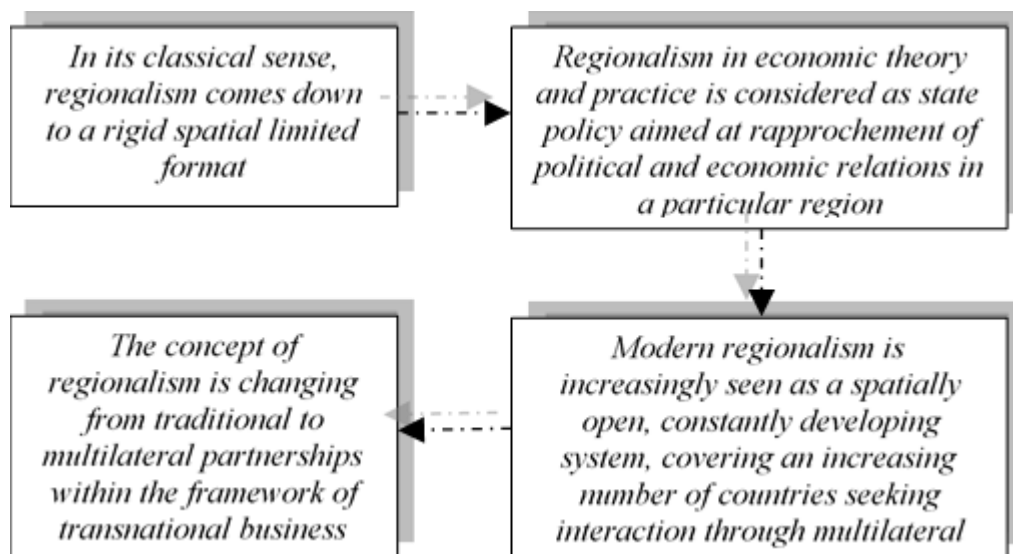 In its classical sense,
regionalism comes down
to a rigid spatial limited
format
Regionalism in economic theory
and practice is considered as state
policy aimed at rapprochement of
political and economic relations in
a particular region
Modern regionalism is
increasingly seen as a spatially
open, constantly developing
system, covering an increasing
number of countries seeking
interaction through multilateral
The concept of
regionalism is changing
from traditional to
multilateral partnerships
within the framework of
transnational business